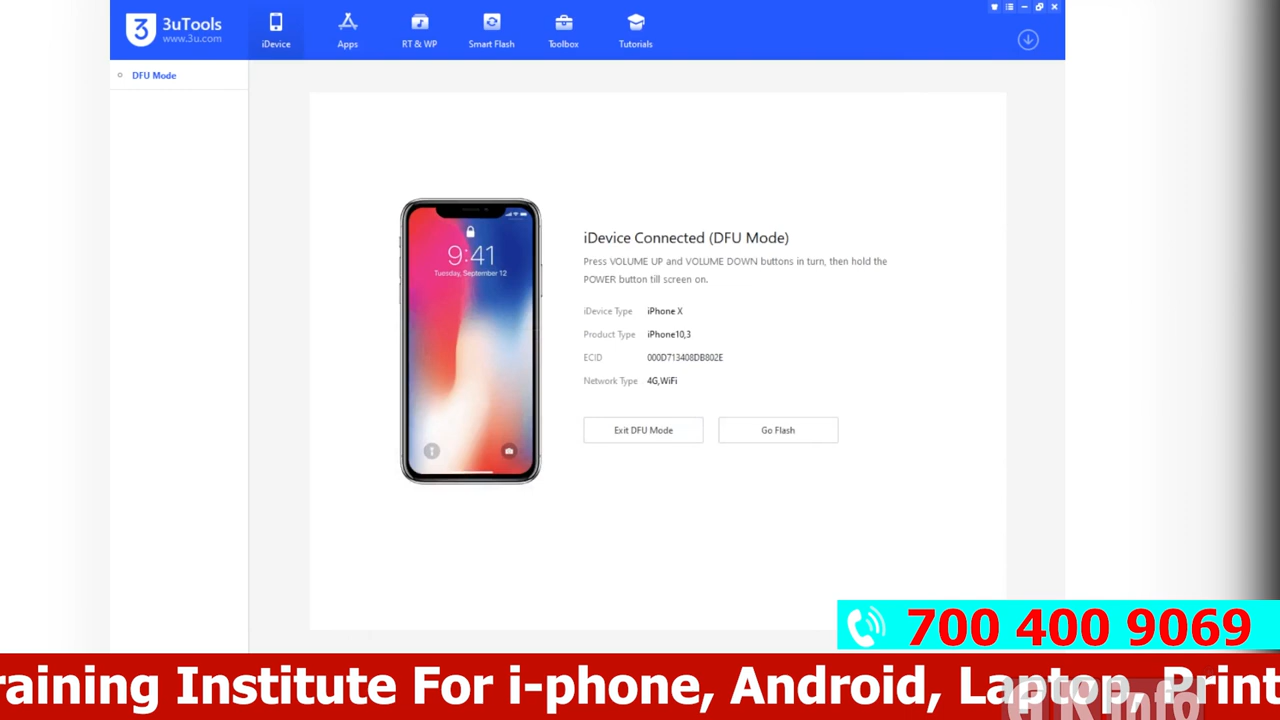 3 3uTools
www.3u.com
iDevice
Apps
RT & WP
Smart Flash
Toolbox
Tutorials
DFU Mode
9:41
Tuesday, September 12
iDevice Connected (DFU Mode)
Press VOLUME UP and VOLUME DOWN buttons in turn, then hold the
POWER button till screen on.
iDevice Type iPhone X
Product Type iPhone10,3
ECID 000D713408DB802E
Network Type 4G,WiFi
Exit DFU Mode
Go Flash
700 400 9069
raining Institute For i-phone, Android, Laptop, Print